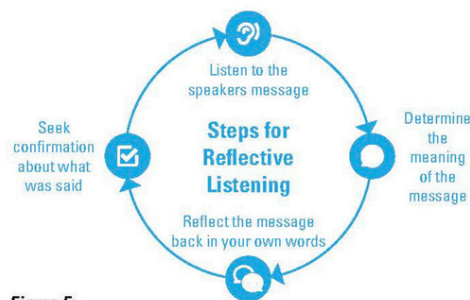 Listen to the
speakers message
Determine
the
meaning
of the
message
Reflect the message
back in your own words
Seek
confirmation
about what
was said
Steps for
Reflective
Listening
Figure 5